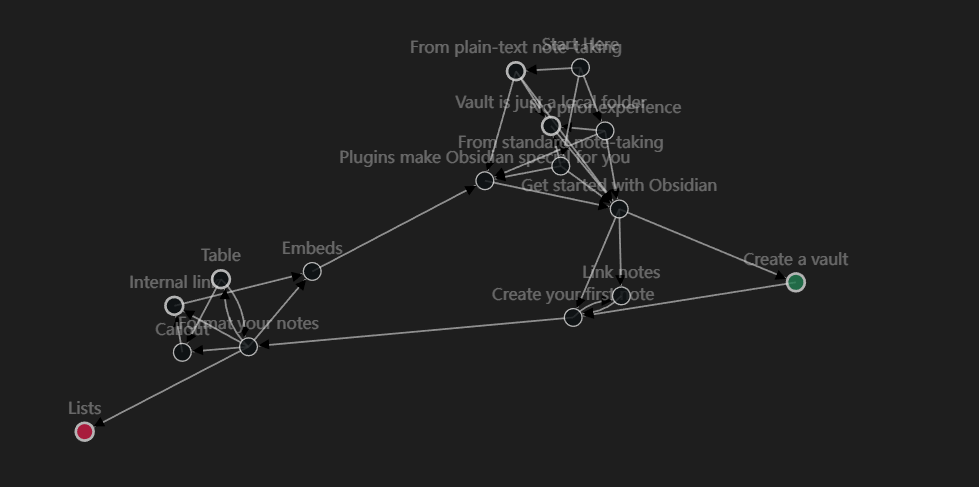 Start Here
From plain-text note-taking
Vault is just a local folder
No prior experience
From standard note-taking
Plugins make Obsidian special for you
Get started with Obsidian
Embeds
Table
Create a vault
Link notes
Internal link
Create your first note
Callout
Format your notes
Lists